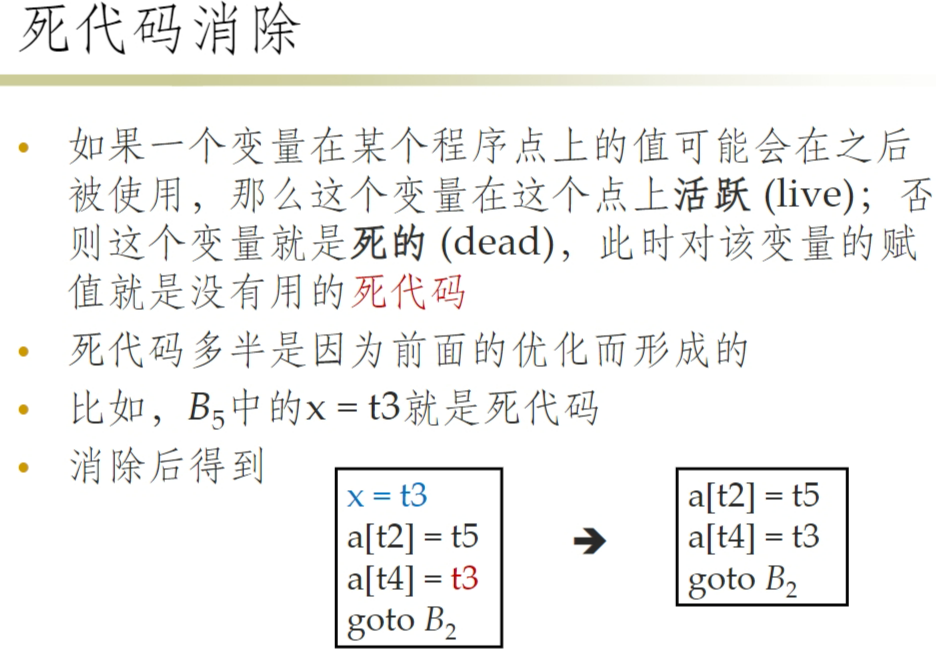 死代码消除
• 如果一个变量在某个程序点上的值可能会在之后
被使用，那么这个变量在这个点上活跃 (live)；否
则这个变量就是死的 (dead)，此时对该变量的赋
值就是没有用的死代码
• 死代码多半是因为前面的优化而形成的
• 比如，B₅中的x = t3就是死代码
• 消除后得到
x = t3
a[t2] = t5
a[t4] = t3
goto B₂
➔
a[t2] = t5
a[t4] = t3
goto B₂